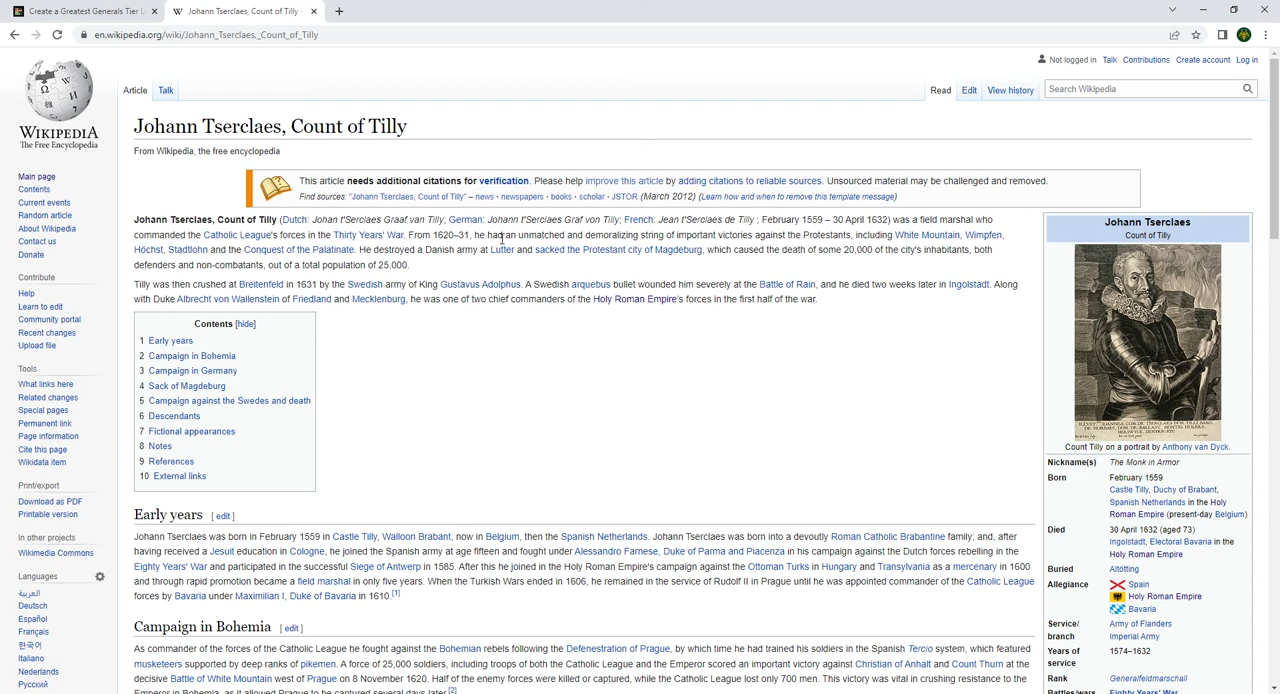 Create a Greatest Generals Tier L
Johann Tserclaes, Count of Tilly -
en.wikipedia.org/wiki/Johann_Tserclaes,_Count_of_Tilly
Not logged in Talk Contributions Create account Log in
Article Talk
Read Edit View history Search Wikipedia
WIKIPEDIA
The Free Encyclopedia
Main page
Contents
Current events
Random article
About Wikipedia
Contact us
Donate
Contribute
Help
Learn to edit
Community portal
Recent changes
Upload file
Tools
What links here
Related changes
Special pages
Permanent link
Page information
Cite this page
Wikidata item
Print/export
Download as PDF
Printable version
In other projects
Wikimedia Commons
Languages
العربية
Deutsch
Español
Français
한국어
Italiano
Nederlands
Русский
Johann Tserclaes, Count of Tilly
From Wikipedia, the free encyclopedia
This article needs additional citations for verification. Please help improve this article by adding citations to reliable sources. Unsourced material may be challenged and removed.
Find sources: "Johann Tserclaes, Count of Tilly" – news · newspapers · books · scholar · JSTOR (March 2012) (Learn how and when to remove this template message)
Johann Tserclaes, Count of Tilly (Dutch: Johan t'Serclaes Graaf van Tilly; German: Johann t'Serclaes Graf von Tilly; French: Jean t'Serclaes de Tilly ; February 1559 – 30 April 1632) was a field marshal who
commanded the Catholic League's forces in the Thirty Years' War. From 1620–31, he had an unmatched and demoralizing string of important victories against the Protestants, including White Mountain, Wimpfen,
Höchst, Stadtlohn and the Conquest of the Palatinate. He destroyed a Danish army at Lutter and sacked the Protestant city of Magdeburg, which caused the death of some 20,000 of the city's inhabitants, both
defenders and non-combatants, out of a total population of 25,000.
Tilly was then crushed at Breitenfeld in 1631 by the Swedish army of King Gustavus Adolphus. A Swedish arquebus bullet wounded him severely at the Battle of Rain, and he died two weeks later in Ingolstadt. Along
with Duke Albrecht von Wallenstein of Friedland and Mecklenburg, he was one of two chief commanders of the Holy Roman Empire's forces in the first half of the war.
Contents [hide]
1 Early years
2 Campaign in Bohemia
3 Campaign in Germany
4 Sack of Magdeburg
5 Campaign against the Swedes and death
6 Descendants
7 Fictional appearances
8 Notes
9 References
10 External links
Early years [ edit ]
Johann Tserclaes was born in February 1559 in Castle Tilly, Walloon Brabant, now in Belgium, then the Spanish Netherlands. Johann Tserclaes was born into a devoutly Roman Catholic Brabantine family; and, after
having received a Jesuit education in Cologne, he joined the Spanish army at age fifteen and fought under Alessandro Farnese, Duke of Parma and Piacenza in his campaign against the Dutch forces rebelling in the
Eighty Years' War and participated in the successful Siege of Antwerp in 1585. After this he joined in the Holy Roman Empire's campaign against the Ottoman Turks in Hungary and Transylvania as a mercenary in 1600
and through rapid promotion became a field marshal in only five years. When the Turkish Wars ended in 1606, he remained in the service of Rudolf II in Prague until he was appointed commander of the Catholic League
forces by Bavaria under Maximilian I, Duke of Bavaria in 1610.[1]
Campaign in Bohemia [ edit ]
As commander of the forces of the Catholic League he fought against the Bohemian rebels following the Defenestration of Prague, by which time he had trained his soldiers in the Spanish Tercio system, which featured
musketeers supported by deep ranks of pikemen. A force of 25,000 soldiers, including troops of both the Catholic League and the Emperor scored an important victory against Christian of Anhalt and Count Thurn at the
decisive Battle of White Mountain west of Prague on 8 November 1620. Half of the enemy forces were killed or captured, while the Catholic League lost only 700 men. This victory was vital in crushing resistance to the
Emperor in Bohemia, as it allowed Prague to be captured several days later.[2]
Johann Tserclaes
Count of Tilly
Count Tilly on a portrait by Anthony van Dyck.
Nickname(s) The Monk in Armor
Born February 1559
Castle Tilly, Duchy of Brabant,
Spanish Netherlands in the Holy
Roman Empire (present-day Belgium)
Died 30 April 1632 (aged 73)
Ingolstadt, Electoral Bavaria in the
Holy Roman Empire
Buried Altötting
Allegiance Spain
Holy Roman Empire
Bavaria
Service/ Army of Flanders
branch Imperial Army
Years of 1574–1632
service
Rank Generalfeldmarschall
Battles/wars Eighty Years' War